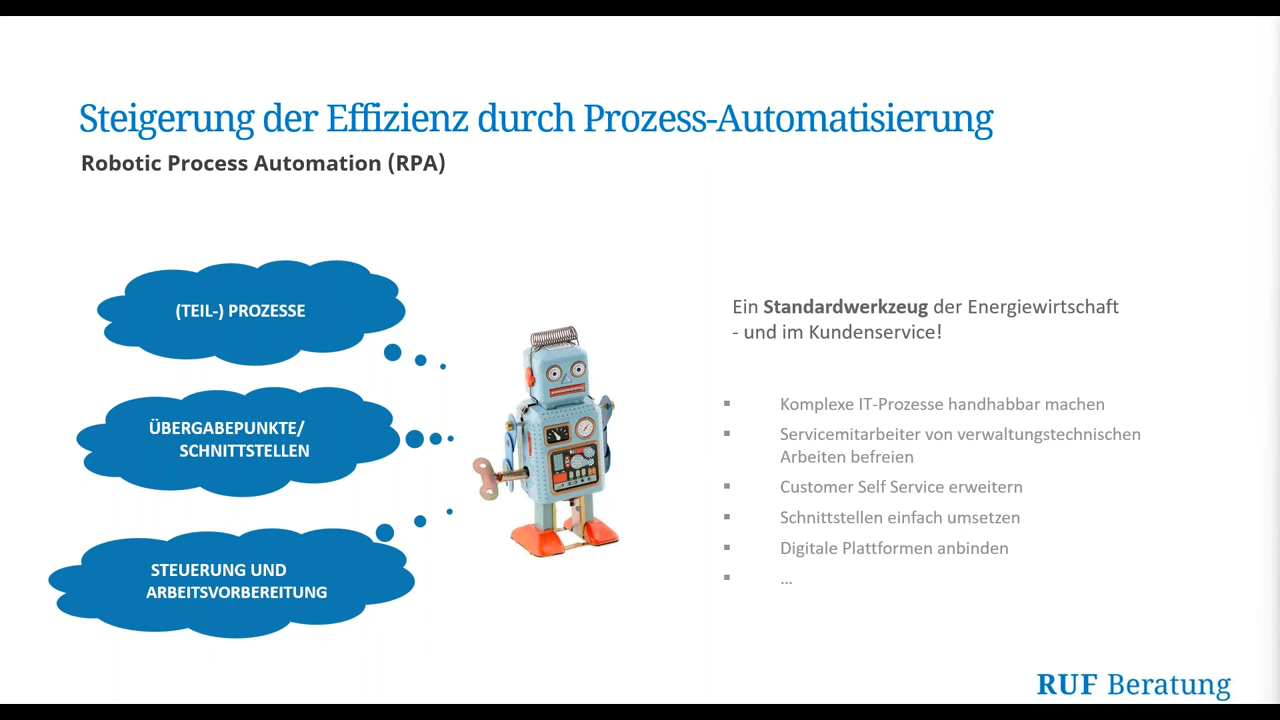 Steigerung der Effizienz durch Prozess-Automatisierung
Robotic Process Automation (RPA)
(TEIL-) PROZESSE
ÜBERGABEPUNKTE/
SCHNITTSTELLEN
STEUERUNG UND
ARBEITSVORBEREITUNG
Ein Standardwerkzeug der Energiewirtschaft
- und im Kundenservice!
▪ Komplexe IT-Prozesse handhabbar machen
▪ Servicemitarbeiter von verwaltungstechnischen
Arbeiten befreien
▪ Customer Self Service erweitern
▪ Schnittstellen einfach umsetzen
▪ Digitale Plattformen anbinden
▪ ...
RUF Beratung